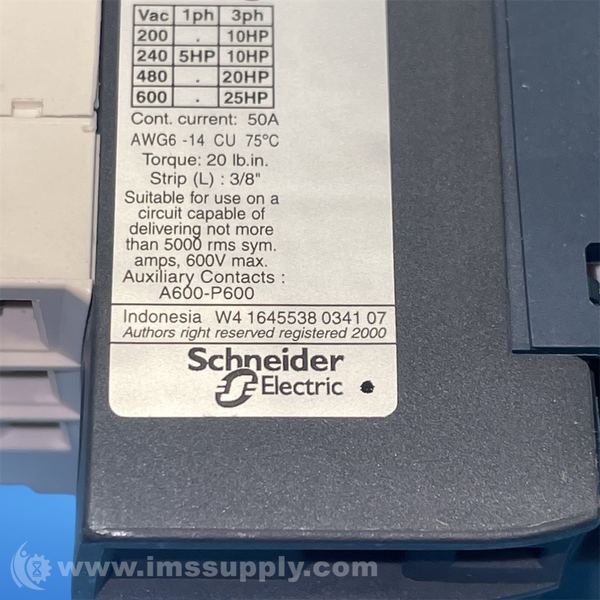 Vac 1ph 3ph
200 . 10HP
240 5HP 10HP
480 . 20HP
600 . 25HP
Cont. current: 50A
AWG6 -14 CU 75°C
Torque: 20 lb.in.
Strip (L) : 3/8"
Suitable for use on a
circuit capable of
delivering not more
than 5000 rms sym.
amps, 600V max.
Auxiliary Contacts :
A600-P600
Indonesia W4 1645538 0341 07
Authors right reserved registered 2000
Schneider
Electric
www.imssupply.com